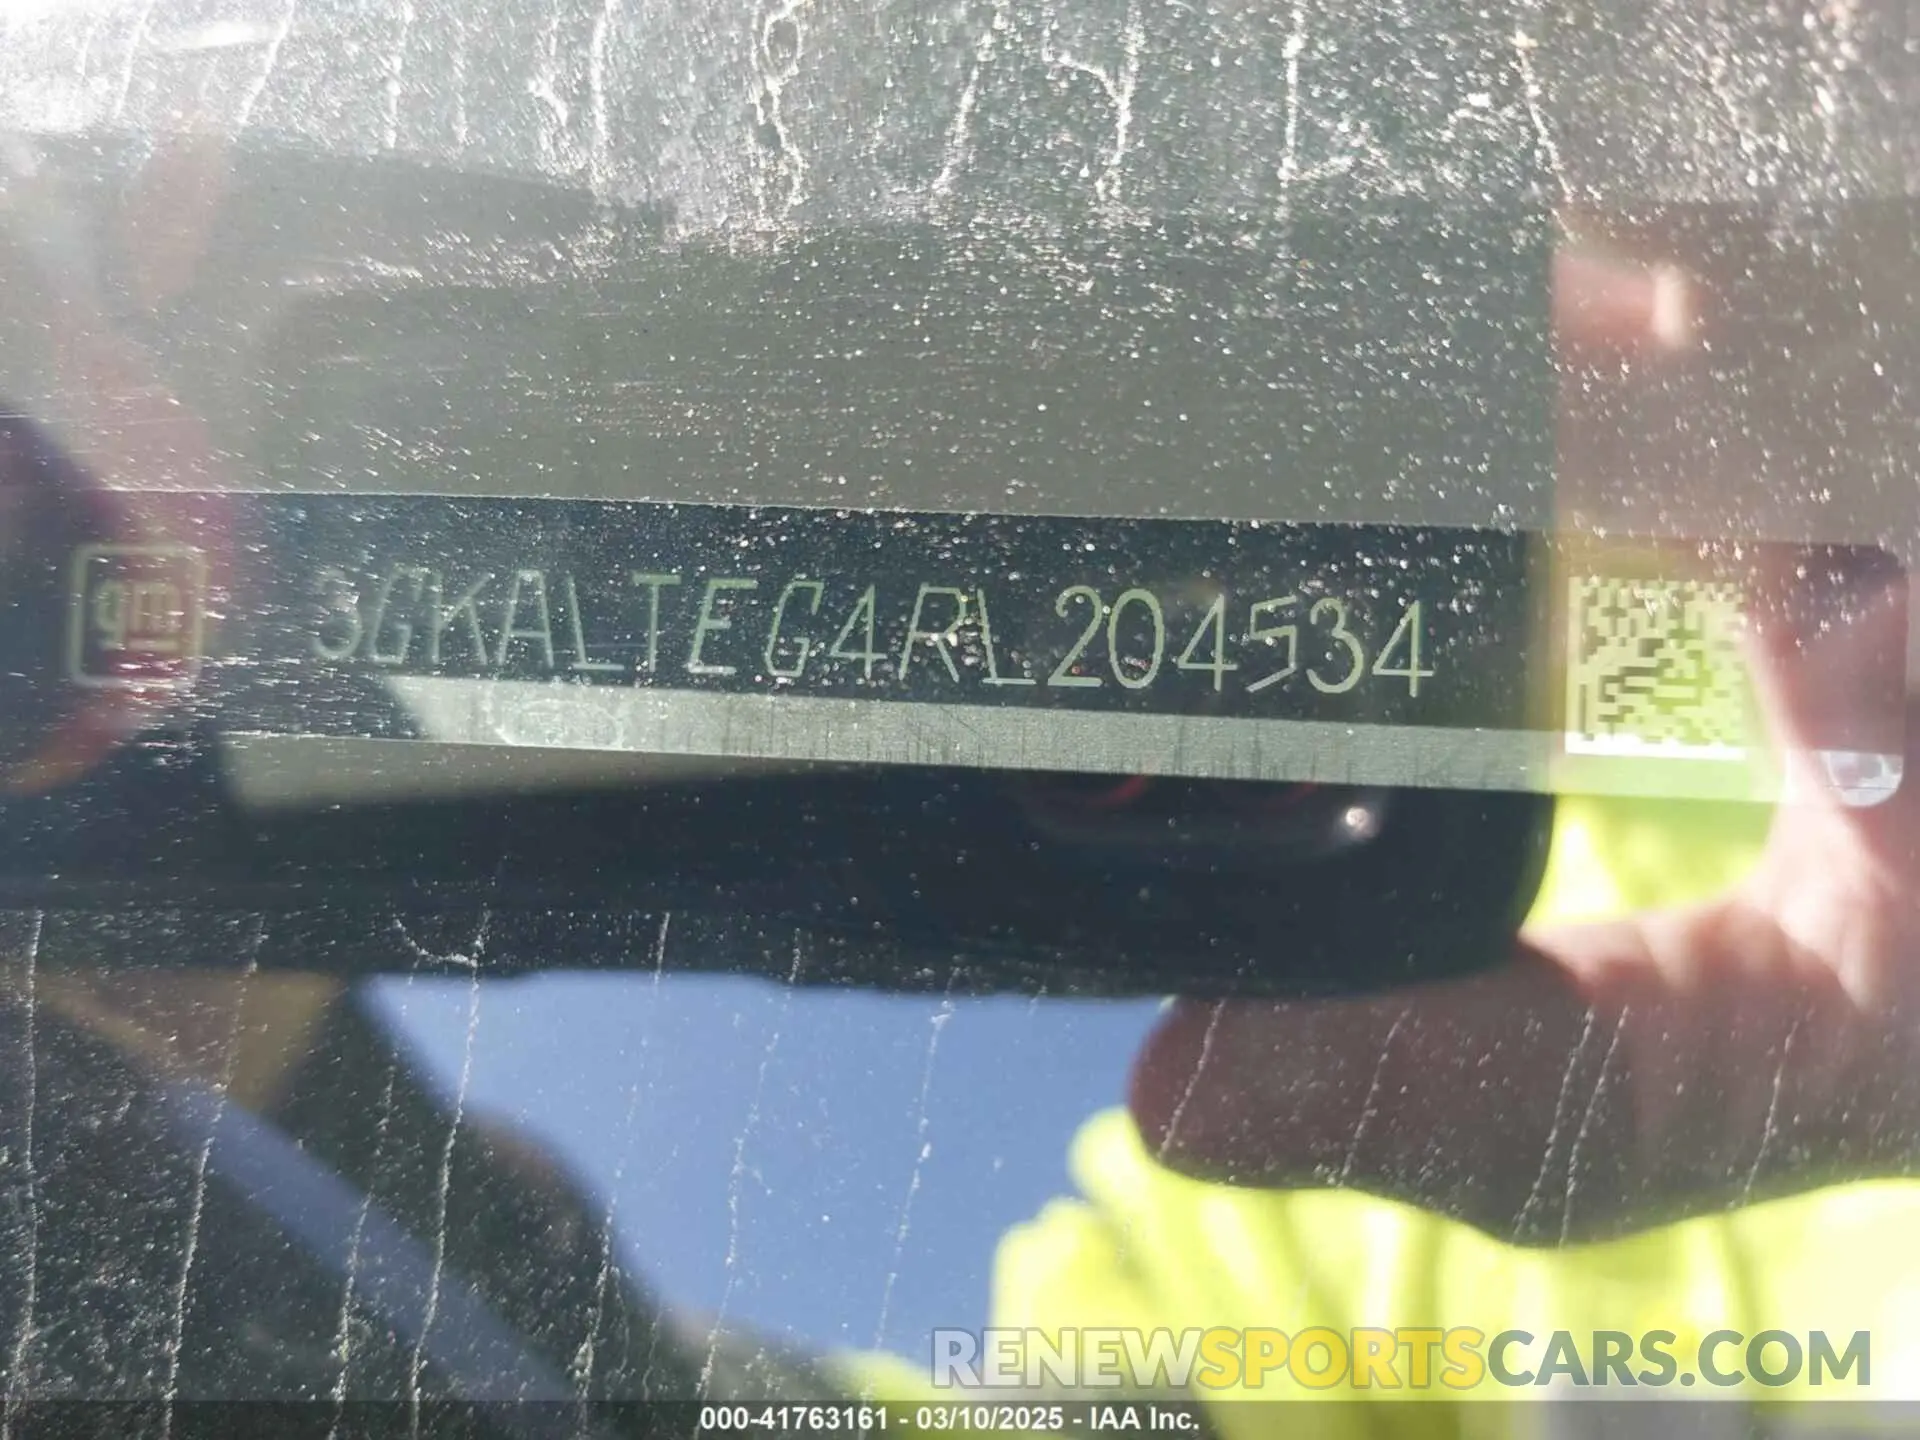 gm 3GKALTEG4RL204534
RENEWSPORTSCARS.COM
000-41763161 - 03/10/2025 - IAA Inc.